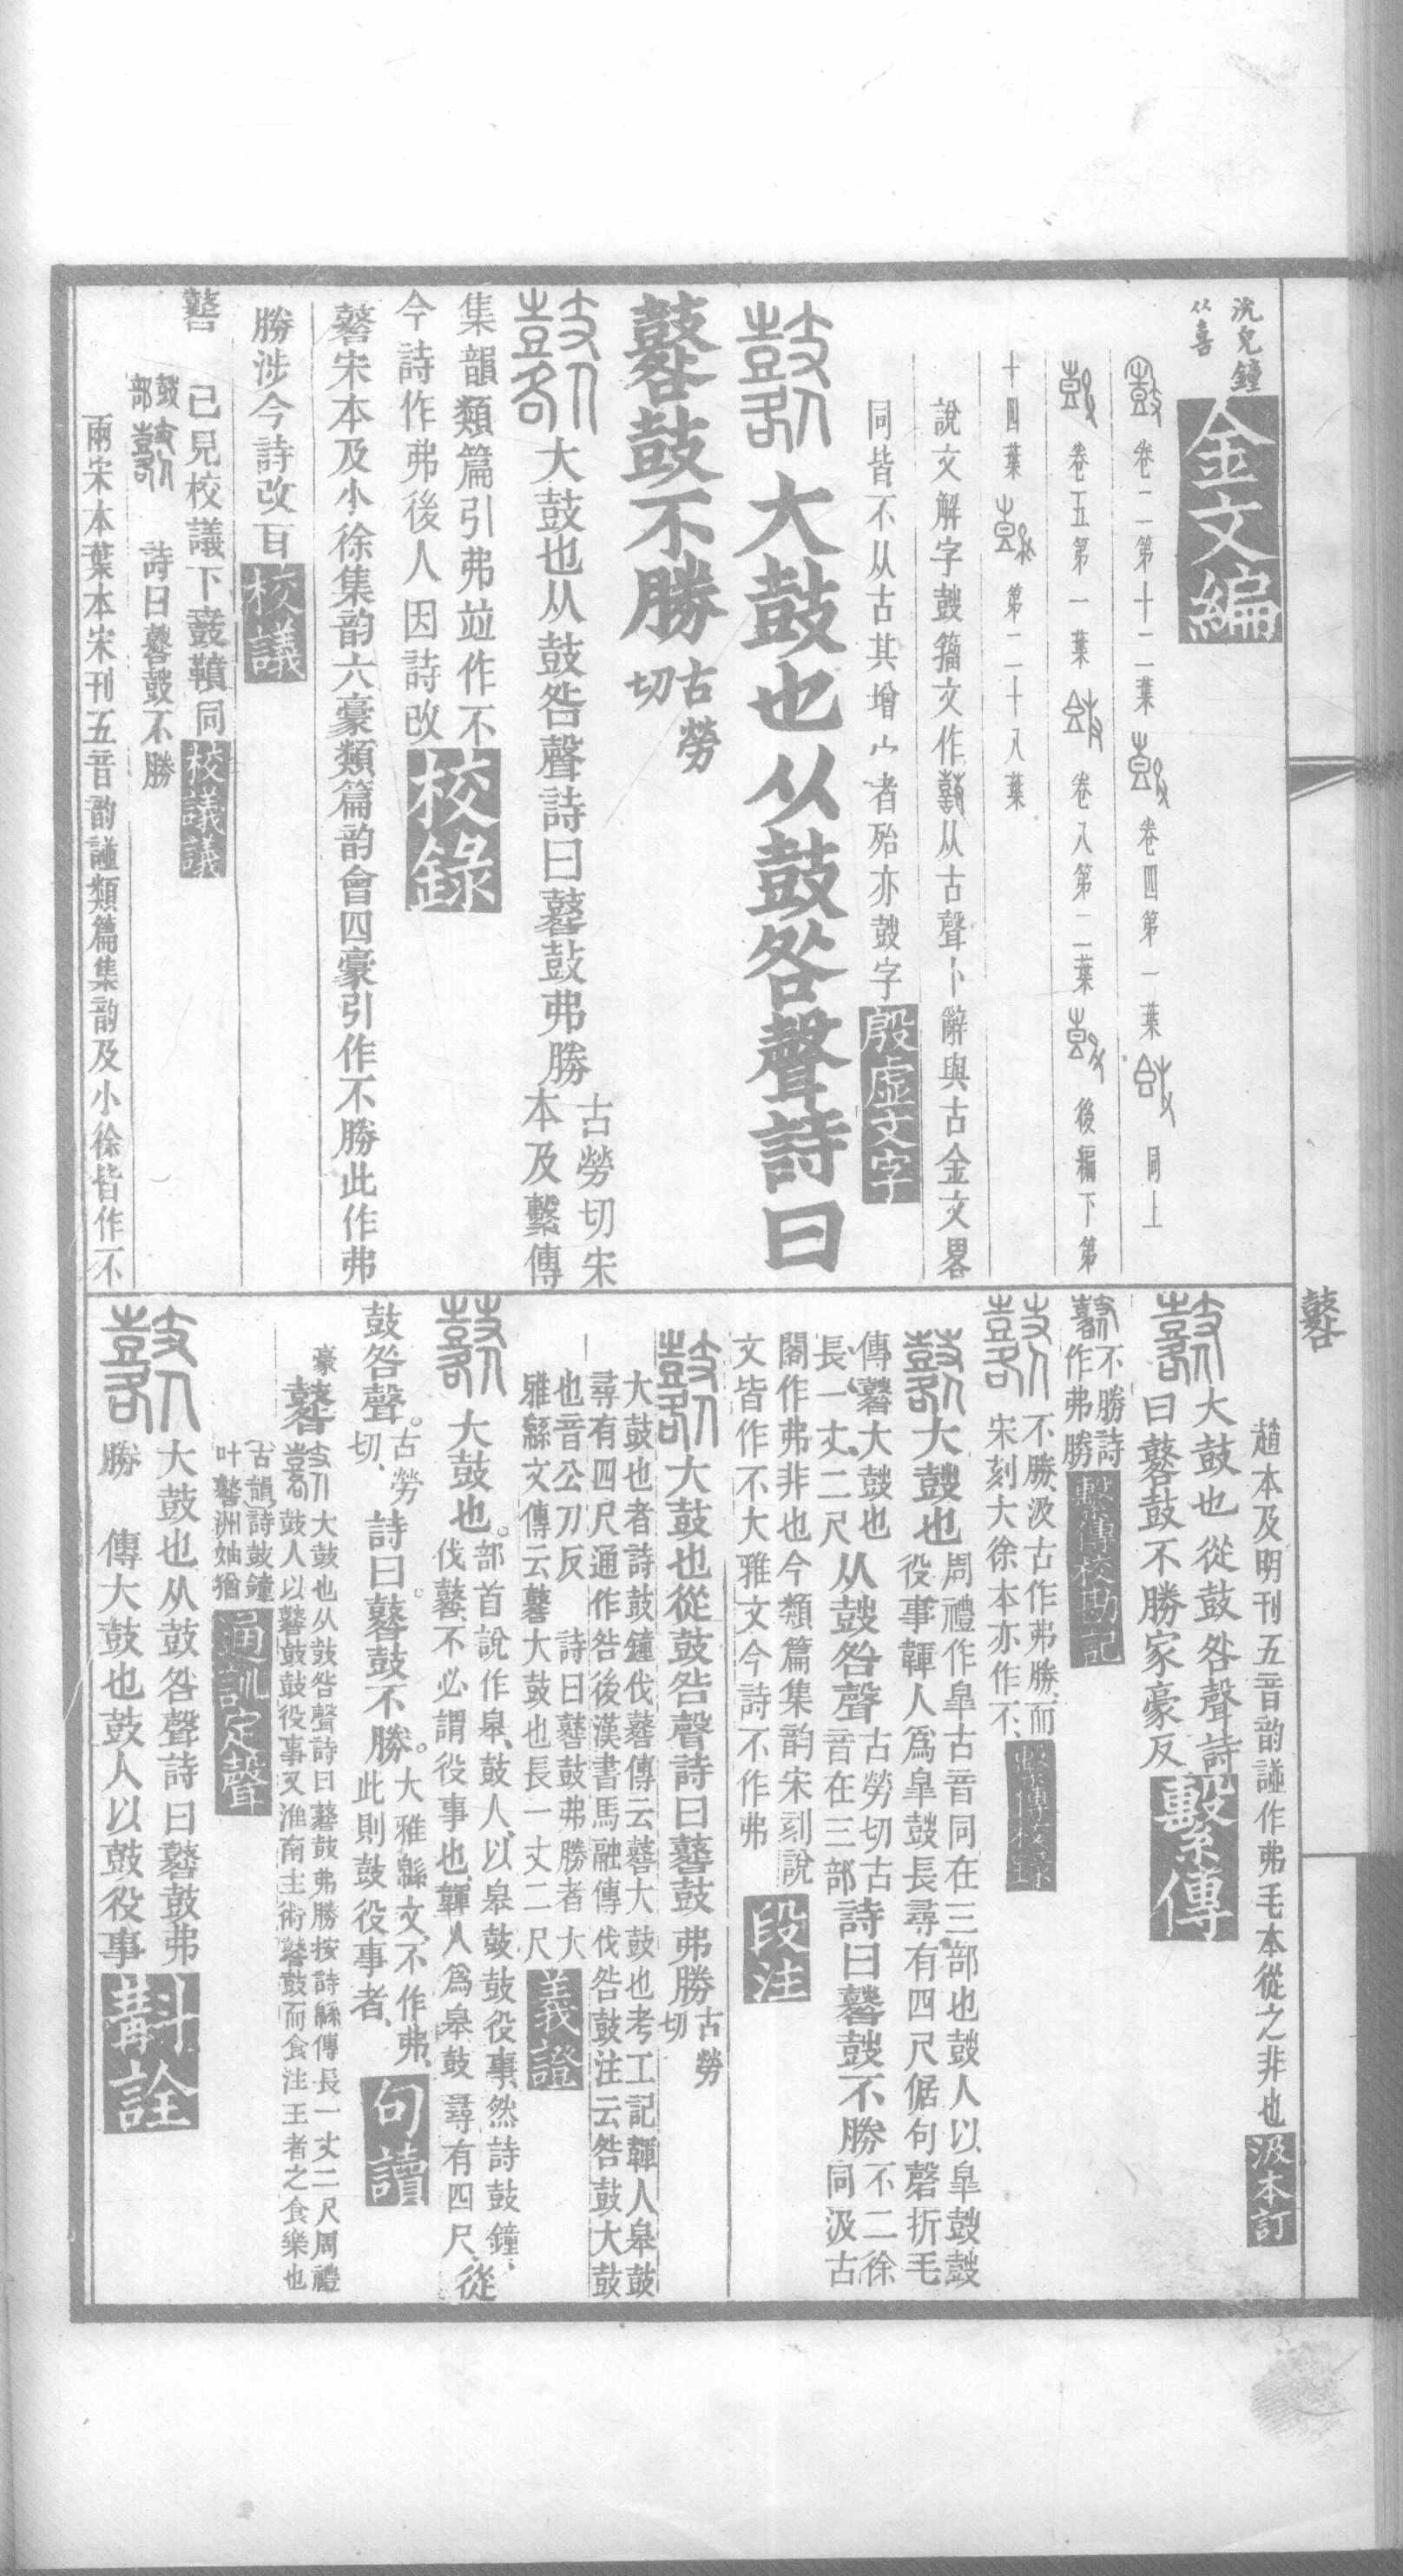 沇兒鐘
从喜
金文編
卷二第十二葉 卷四第一葉 同上
卷五第一葉 卷八第二葉 後編下第
十四葉 第二十八葉
說文解字鼓籒文作𪔐从古聲卜辭與古金文畧
同皆不从古其增宀者殆亦鼓字殷虛文字
大鼓也从鼓咎聲詩曰
鼛鼓不勝古勞切
大鼓也从鼓咎聲詩曰鼛鼓弗勝古勞切宋本及繫傳
集韻類篇引弗竝作不
今詩作弗後人因詩改校錄
鼛宋本及小徐集韵六豪類篇韵會四豪引作不勝此作弗
勝涉今詩改𥄕校議
鼛 已見校議下鼖鞼同校議議
鼓部 詩曰鼛鼓不勝
兩宋本葉本宋刊五音韵譜類篇集韵及小徐皆作不
趙本及明刊五音韵譜作弗毛本從之非也汲本訂
大鼓也從鼓咎聲詩
曰鼛鼓不勝家豪反繫傳
不勝詩作弗勝繫傳校勘記
不勝汲古作弗勝而
宋刻大徐本亦作不繫傳校錄
大鼓也周禮作皐古音同在三部也鼓人以皐鼓鼓
役事韗人爲皐鼓長尋有四尺倨句磬折毛
傳鼛大鼓也
長一丈二尺从鼓咎聲古勞切古音在三部詩曰鼛鼓不勝不二徐同汲古
閣作弗非也今類篇集韵宋刻說
文皆作不大雅文今詩不作弗段注
大鼓也從鼓咎聲詩曰鼛鼓弗勝古勞切
大鼓也者詩鼓鐘伐鼛傳云鼛大鼓也考工記韗人皋鼓
尋有四尺通作咎後漢書馬融傳伐咎鼓注云咎鼓大鼓
也音公刀反 詩曰鼛鼓弗勝者大
雅緜文傳云鼛大鼓也長一丈二尺義證
大鼓也。部首說作皋、鼓人、以皋鼓鼓役事、然詩鼓鐘、
伐鼛、不必謂役事也、韗人爲皋鼓 尋有四尺、從
鼓咎聲。古勞切、詩曰。鼛鼓不勝。大雅緜文、不作弗、此則鼓役事者、句讀
豪
鼛 大鼓也从鼓咎聲詩曰鼛鼓弗勝按詩緜傳長一丈二尺周禮
鼓人以鼛鼓鼓役事又淮南主術鼛鼓而食注王者之食樂也
古韻詩鼓鐘
叶鼛洲妯猶通訓定聲
大鼓也从鼓咎聲詩曰鼛鼓弗
勝 傳大鼓也鼓人以鼓役事斠詮
鼛